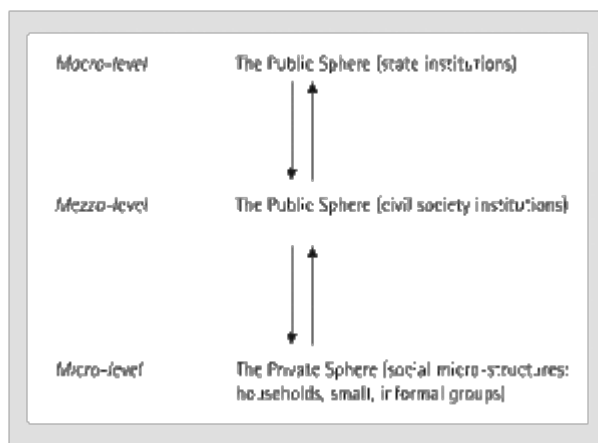 Macro-level The Public Sphere (state institutions)
Mezzo-level The Public Sphere (civil society institutions)
Micro-level The Private Sphere (social micro-structures:
households, small, informal groups)